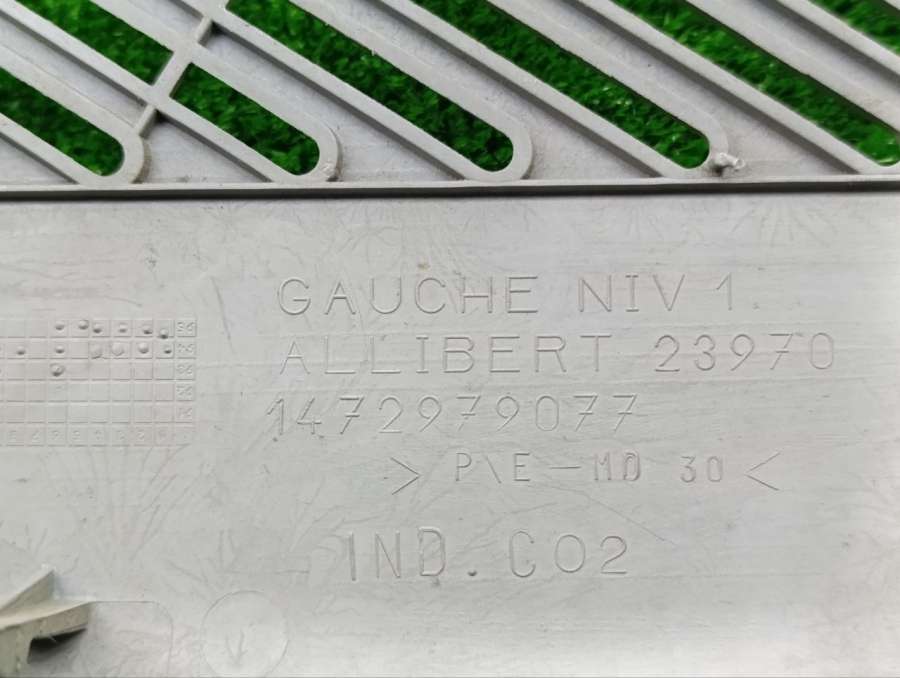 GAUCHE NIV 1.
ALLIBERT 23970
1472979077
> P\E-MD 30 <
IND. C02